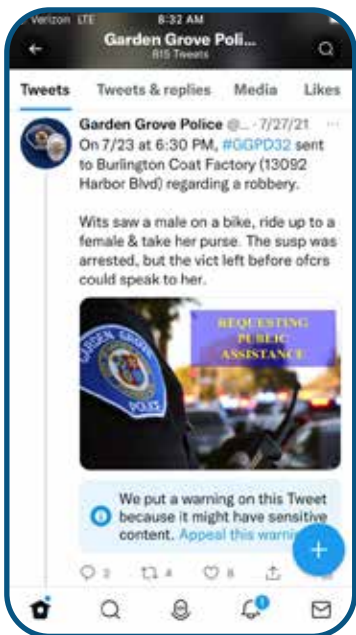 Verizon LTE 8:32 AM
Garden Grove Poli...
815 Tweets
Tweets Tweets & replies Media Likes
Garden Grove Police @... · 7/27/21 ...
On 7/23 at 6:30 PM, #GGPD32 sent
to Burlington Coat Factory (13092
Harbor Blvd) regarding a robbery.
Wits saw a male on a bike, ride up to a
female & take her purse. The susp was
arrested, but the vict left before ofcrs
could speak to her.
REQUESTING
PUBLIC
ASSISTANCE
GARDEN GROVE
POLICE
We put a warning on this Tweet
because it might have sensitive
content. Appeal this warni
2 4 8